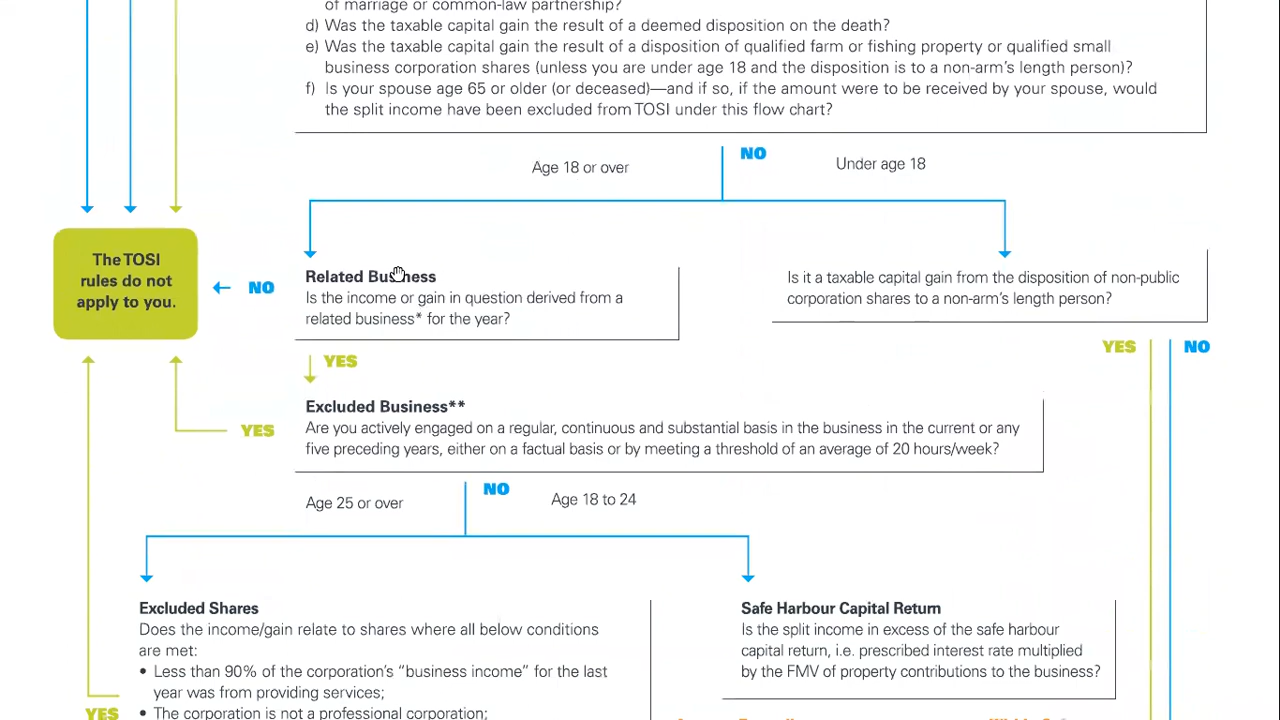 of marriage or common-law partnership?
d) Was the taxable capital gain the result of a deemed disposition on the death?
e) Was the taxable capital gain the result of a disposition of qualified farm or fishing property or qualified small
business corporation shares (unless you are under age 18 and the disposition is to a non-arm's length person)?
f) Is your spouse age 65 or older (or deceased)—and if so, if the amount were to be received by your spouse, would
the split income have been excluded from TOSI under this flow chart?
NO
Age 18 or over
Under age 18
The TOSI
rules do not
apply to you.
NO
Related Business
Is the income or gain in question derived from a
related business* for the year?
Is it a taxable capital gain from the disposition of non-public
corporation shares to a non-arm's length person?
YES
YES
NO
Excluded Business**
Are you actively engaged on a regular, continuous and substantial basis in the business in the current or any
five preceding years, either on a factual basis or by meeting a threshold of an average of 20 hours/week?
YES
NO
Age 25 or over
Age 18 to 24
Excluded Shares
Does the income/gain relate to shares where all below conditions
are met:
• Less than 90% of the corporation's "business income" for the last
year was from providing services;
• The corporation is not a professional corporation;
YES
Safe Harbour Capital Return
Is the split income in excess of the safe harbour
capital return, i.e. prescribed interest rate multiplied
by the FMV of property contributions to the business?